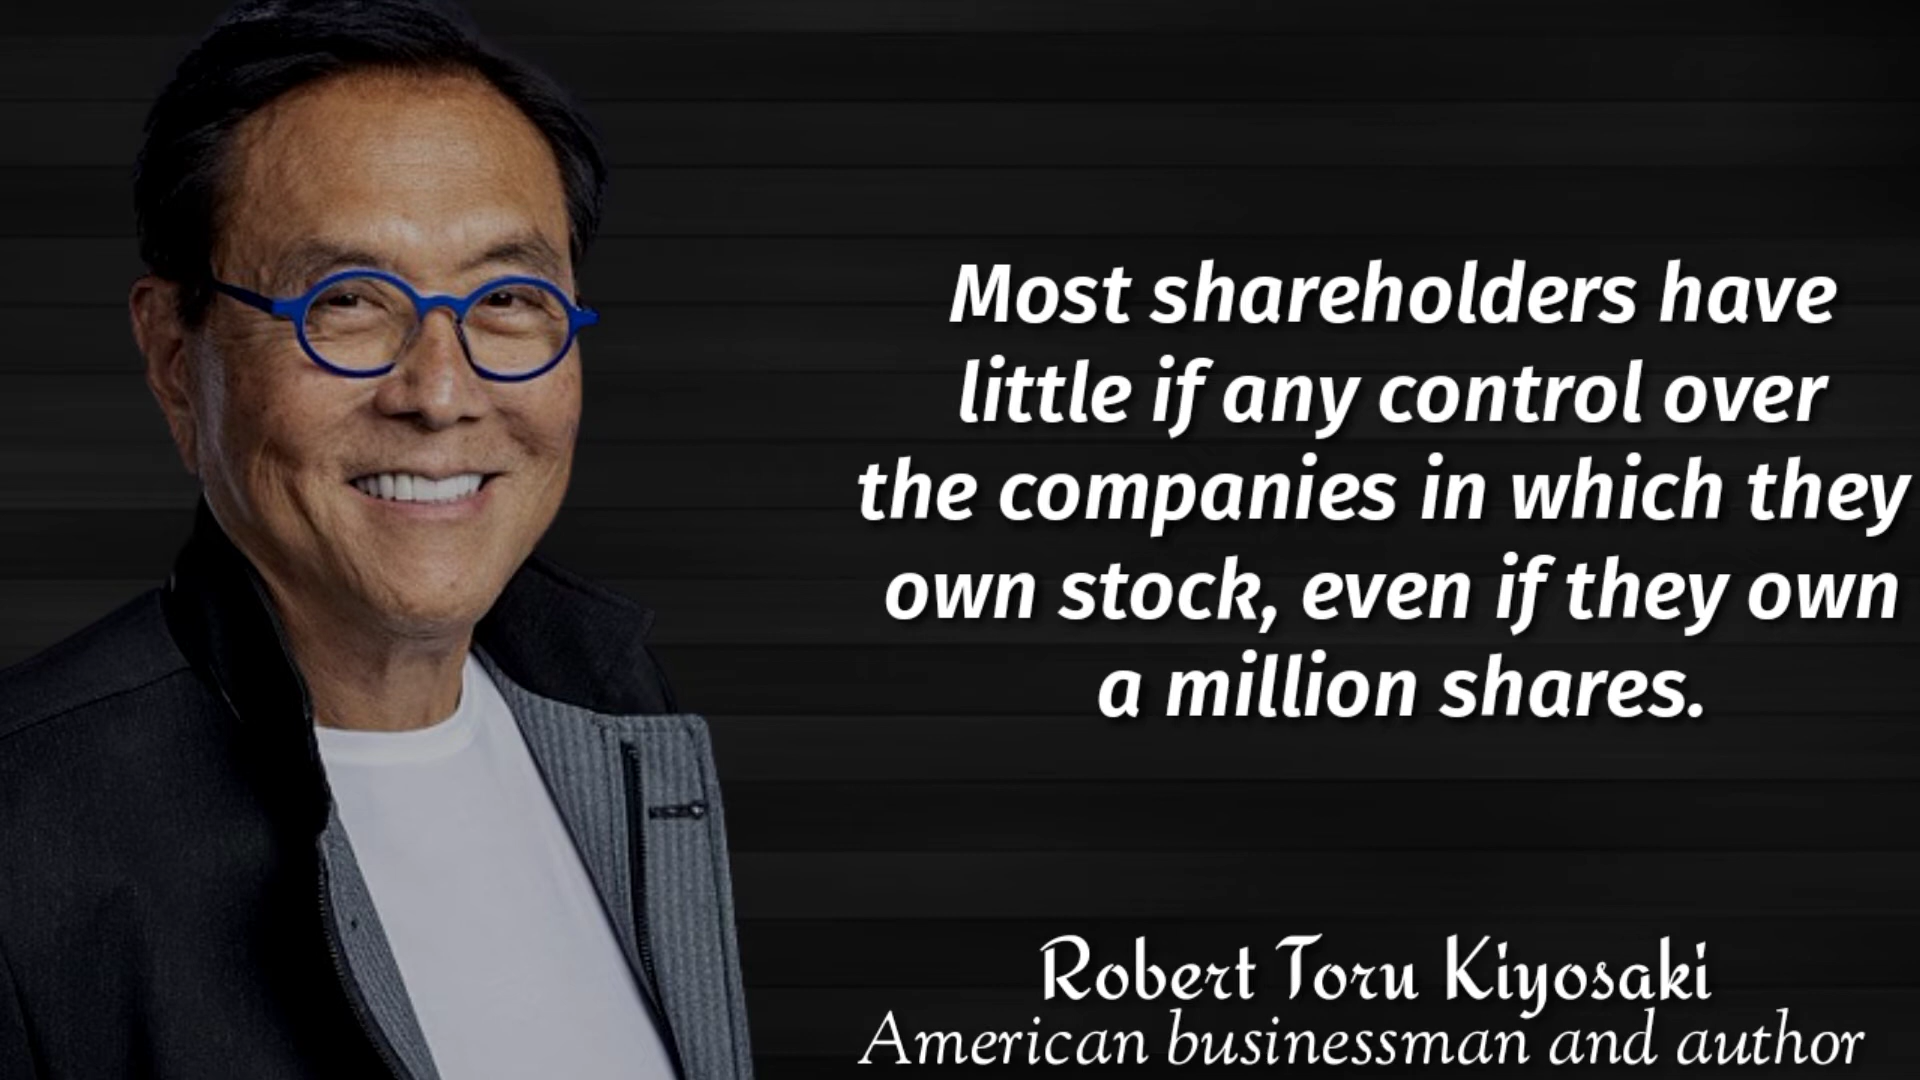 Most shareholders have
little if any control over
the companies in which they
own stock, even if they own
a million shares.
Robert Toru Kiyosaki
American businessman and author